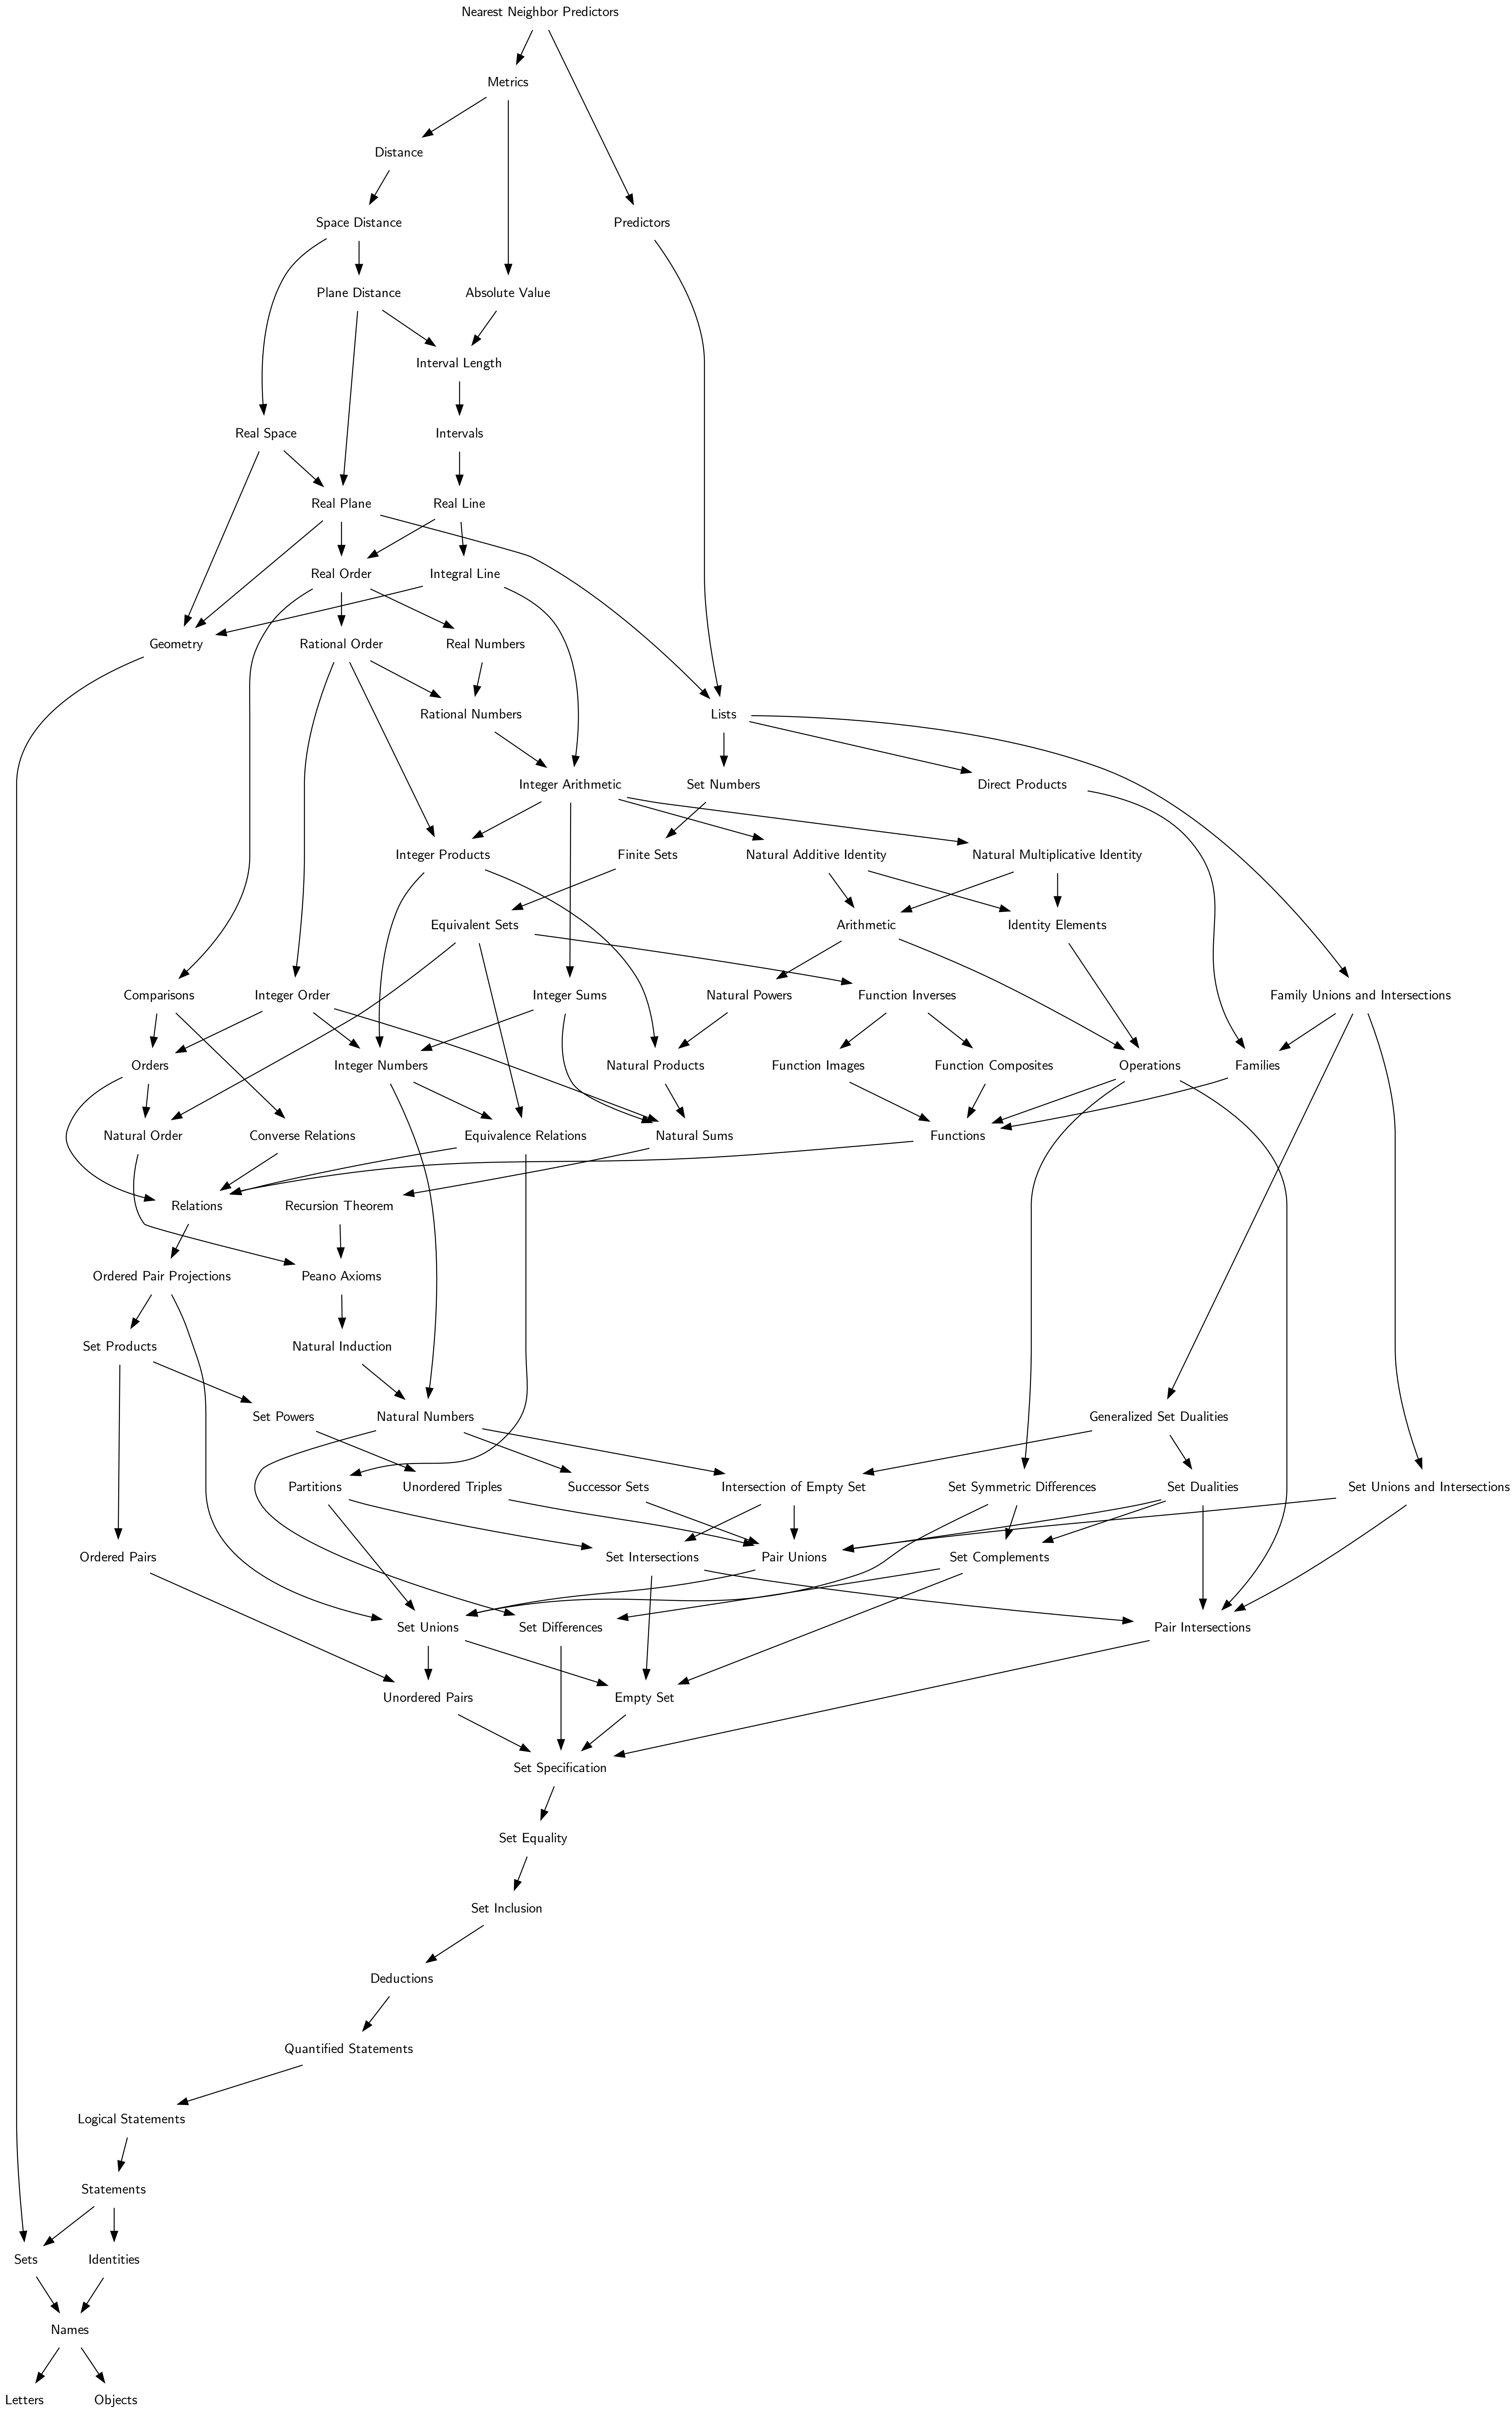 Nearest Neighbor Predictors
Metrics
Distance
Space Distance
Predictors
Plane Distance
Absolute Value
Interval Length
Real Space
Intervals
Real Plane
Real Line
Real Order
Integral Line
Geometry
Rational Order
Real Numbers
Rational Numbers
Lists
Integer Arithmetic
Set Numbers
Direct Products
Integer Products
Finite Sets
Natural Additive Identity
Natural Multiplicative Identity
Equivalent Sets
Arithmetic
Identity Elements
Comparisons
Integer Order
Integer Sums
Natural Powers
Function Inverses
Family Unions and Intersections
Orders
Integer Numbers
Natural Products
Function Images
Function Composites
Operations
Families
Natural Order
Converse Relations
Equivalence Relations
Natural Sums
Functions
Relations
Recursion Theorem
Ordered Pair Projections
Peano Axioms
Set Products
Natural Induction
Set Powers
Natural Numbers
Generalized Set Dualities
Partitions
Unordered Triples
Successor Sets
Intersection of Empty Set
Set Symmetric Differences
Set Dualities
Set Unions and Intersections
Ordered Pairs
Set Intersections
Pair Unions
Set Complements
Set Unions
Set Differences
Pair Intersections
Unordered Pairs
Empty Set
Set Specification
Set Equality
Set Inclusion
Deductions
Quantified Statements
Logical Statements
Statements
Sets
Identities
Names
Letters
Objects